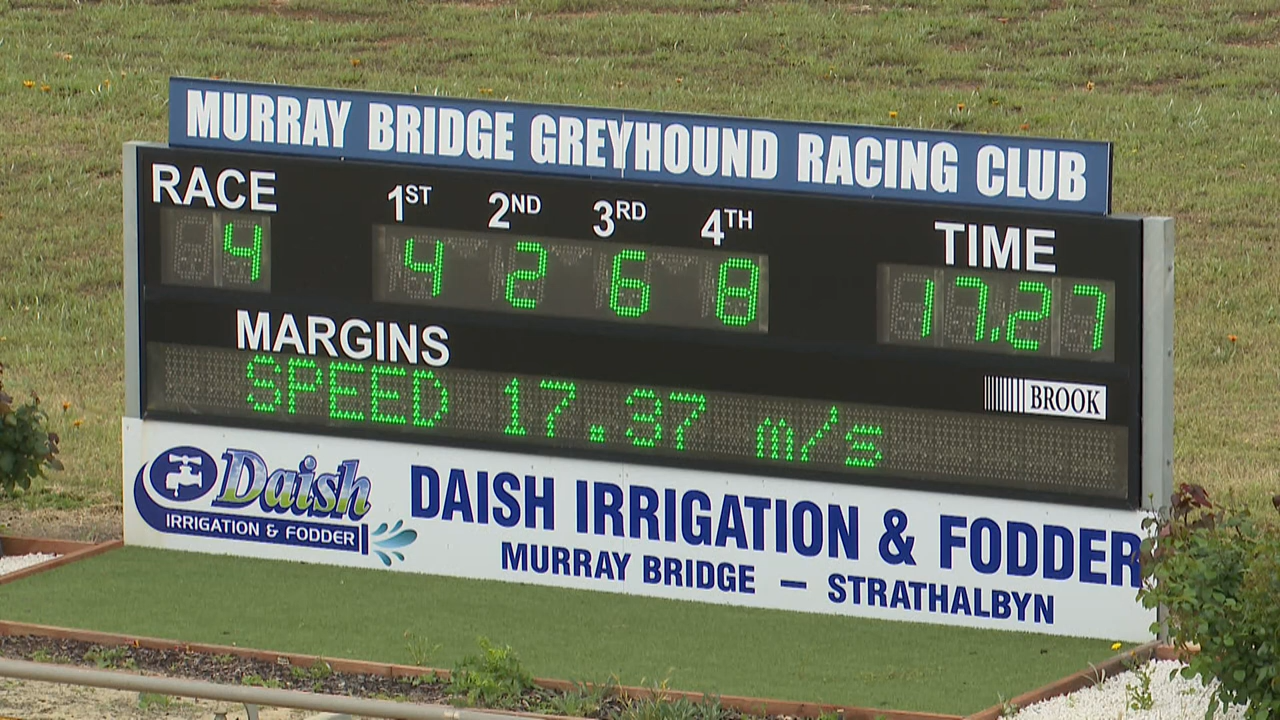 MURRAY BRIDGE GREYHOUND RACING CLUB
RACE 1ST 2ND 3RD 4TH TIME
4 4 2 6 8 17.27
MARGINS
SPEED 17.37 m/s
BROOK
Daish
IRRIGATION & FODDER
DAISH IRRIGATION & FODDER
MURRAY BRIDGE – STRATHALBYN